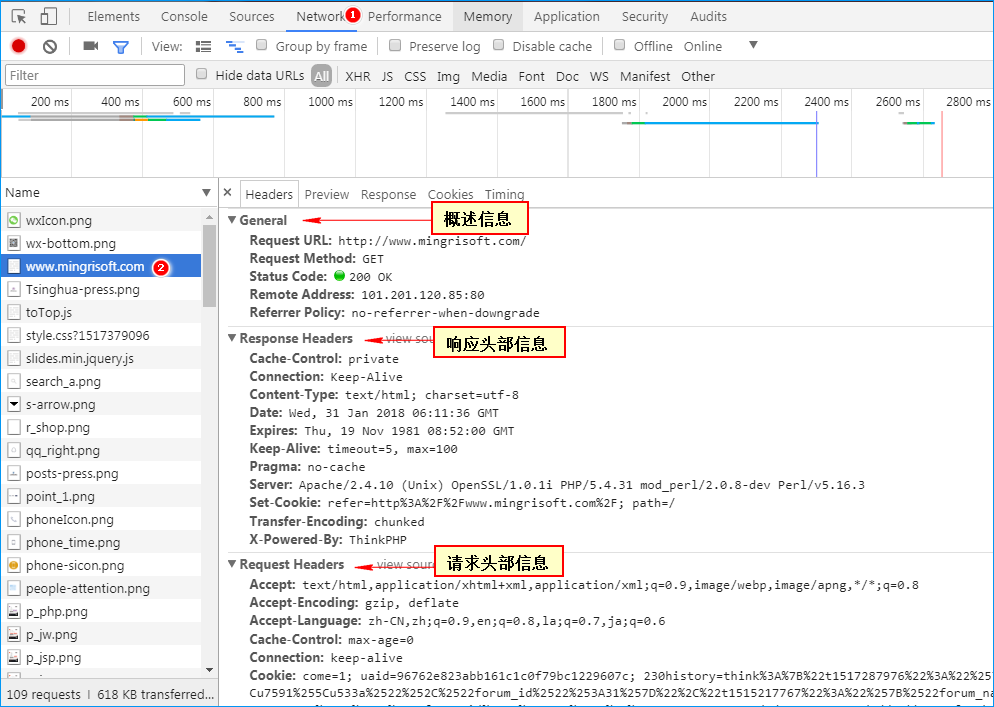 Elements Console Sources Network 1 Performance Memory Application Security Audits
View: Group by frame Preserve log Disable cache Offline Online
Filter Hide data URLs All XHR JS CSS Img Media Font Doc WS Manifest Other
200 ms 400 ms 600 ms 800 ms 1000 ms 1200 ms 1400 ms 1600 ms 1800 ms 2000 ms 2200 ms 2400 ms 2600 ms 2800 ms
Name
wxIcon.png
wx-bottom.png
www.mingrisoft.com 2
Tsinghua-press.png
toTop.js
style.css?1517379096
slides.min.jquery.js
search_a.png
s-arrow.png
r_shop.png
qq_right.png
posts-press.png
point_1.png
phoneIcon.png
phone_time.png
phone-sicon.png
people-attention.png
p_php.png
p_jw.png
p_jsp.png
109 requests | 618 KB transferred...
× Headers Preview Response Cookies Timing
General 概述信息
Request URL: http://www.mingrisoft.com/
Request Method: GET
Status Code: 200 OK
Remote Address: 101.201.120.85:80
Referrer Policy: no-referrer-when-downgrade
Response Headers view sou 响应头部信息
Cache-Control: private
Connection: Keep-Alive
Content-Type: text/html; charset=utf-8
Date: Wed, 31 Jan 2018 06:11:36 GMT
Expires: Thu, 19 Nov 1981 08:52:00 GMT
Keep-Alive: timeout=5, max=100
Pragma: no-cache
Server: Apache/2.4.10 (Unix) OpenSSL/1.0.1i PHP/5.4.31 mod_perl/2.0.8-dev Perl/v5.16.3
Set-Cookie: refer=http%3A%2F%2Fwww.mingrisoft.com%2F; path=/
Transfer-Encoding: chunked
X-Powered-By: ThinkPHP
Request Headers view sour 请求头部信息
Accept: text/html,application/xhtml+xml,application/xml;q=0.9,image/webp,image/apng,*/*;q=0.8
Accept-Encoding: gzip, deflate
Accept-Language: zh-CN,zh;q=0.9,en;q=0.8,la;q=0.7,ja;q=0.6
Cache-Control: max-age=0
Connection: keep-alive
Cookie: come=1; uaid=96762e823abb161c1c0f79bc1229607c; 230history=think%3A%7B%22t1517287976%22%3A%22%25
Cu7591%255Cu533a%2522%252C%2522forum_id%2522%253A31%257D%22%2C%22t1515217767%22%3A%22%257B%2522forum_na